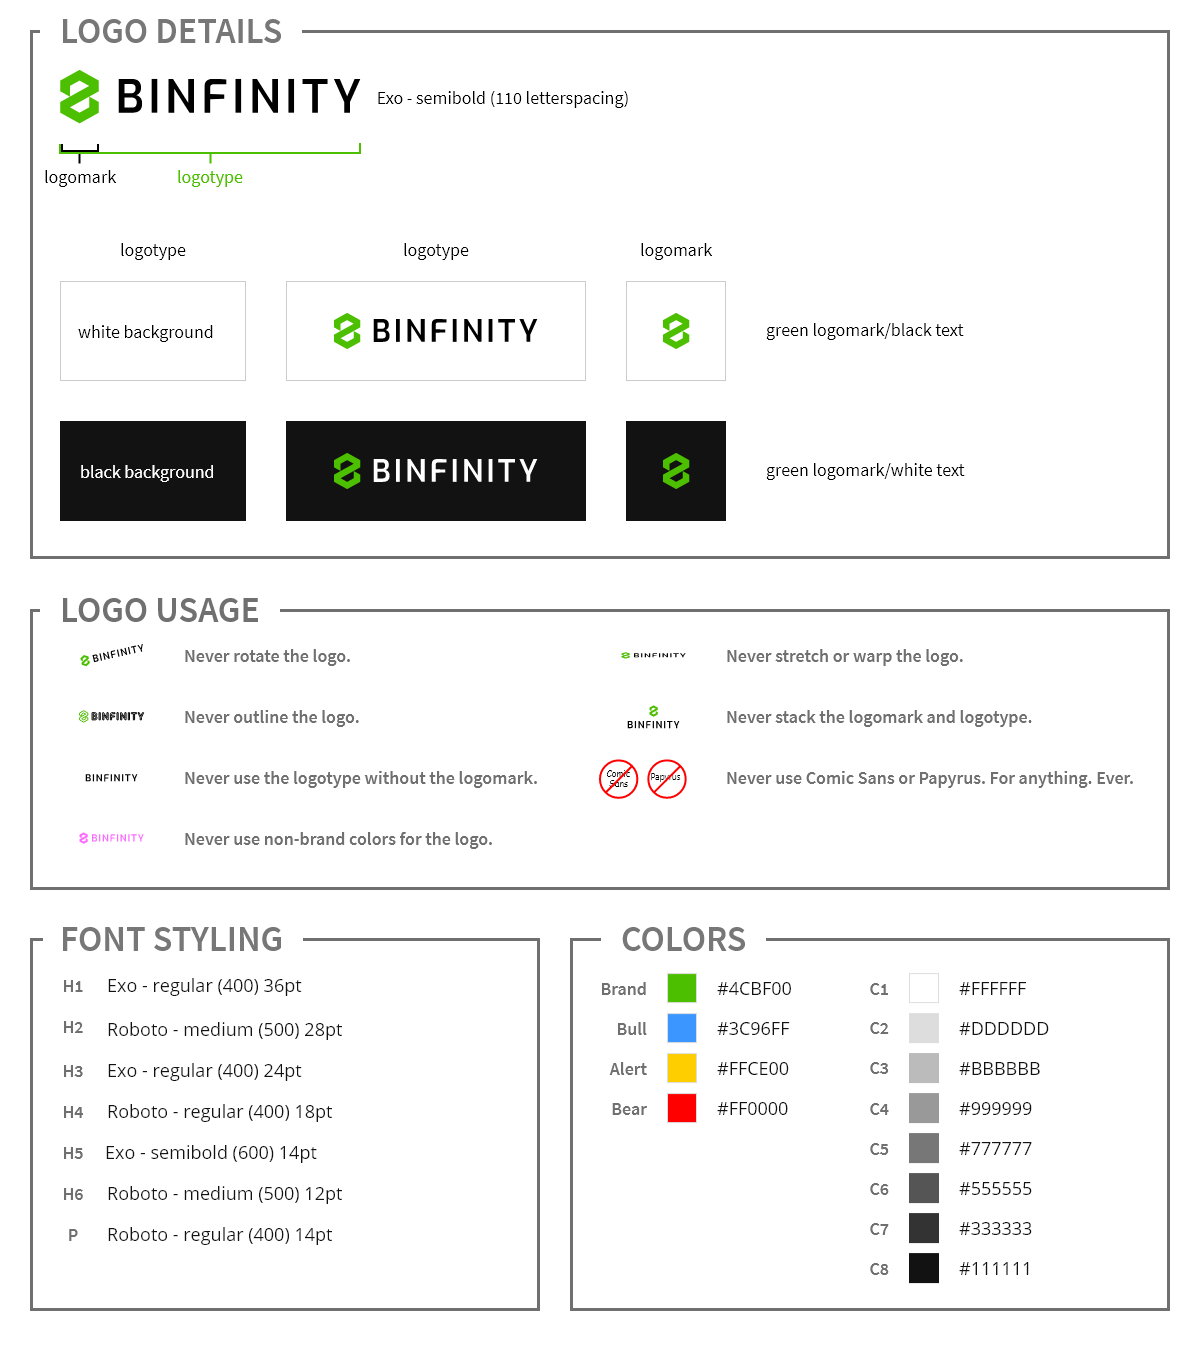 LOGO DETAILS
BINFINITY Exo - semibold (110 letterspacing)
logomark logotype
logotype logotype logomark
white background BINFINITY green logomark/black text
black background BINFINITY green logomark/white text
LOGO USAGE
BINFINITY Never rotate the logo.
BINFINITY Never stretch or warp the logo.
BINFINITY Never outline the logo.
BINFINITY Never stack the logomark and logotype.
BINFINITY Never use the logotype without the logomark.
Comic Sans Papyrus Never use Comic Sans or Papyrus. For anything. Ever.
BINFINITY Never use non-brand colors for the logo.
FONT STYLING
H1 Exo - regular (400) 36pt
H2 Roboto - medium (500) 28pt
H3 Exo - regular (400) 24pt
H4 Roboto - regular (400) 18pt
H5 Exo - semibold (600) 14pt
H6 Roboto - medium (500) 12pt
P Roboto - regular (400) 14pt
COLORS
Brand #4CBF00
Bull #3C96FF
Alert #FFCE00
Bear #FF0000
C1 #FFFFFF
C2 #DDDDDD
C3 #BBBBBB
C4 #999999
C5 #777777
C6 #555555
C7 #333333
C8 #111111